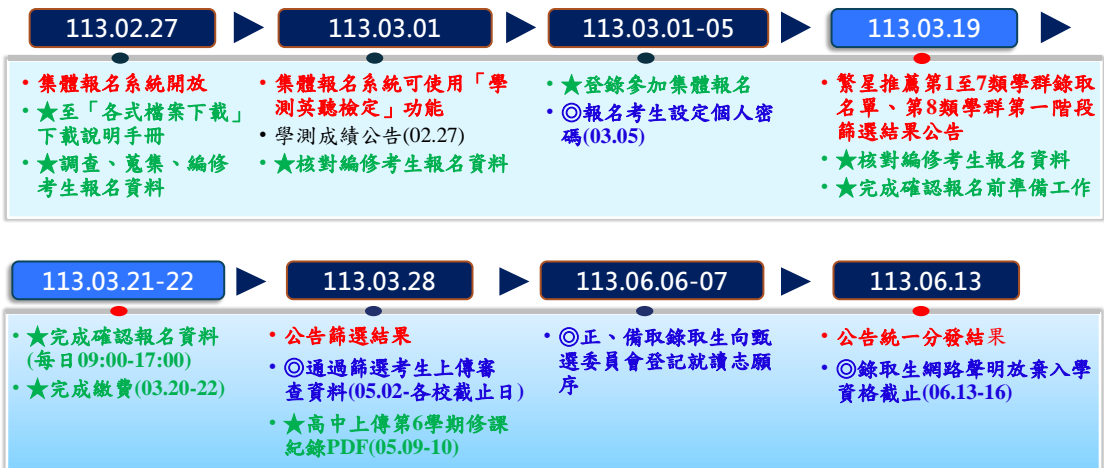 113.02.27
113.03.01
113.03.01-05
113.03.19
• 集體報名系統開放
• ★至「各式檔案下載」
下載說明手冊
• ★調查、蒐集、編修
考生報名資料
• 集體報名系統可使用「學
測英聽檢定」功能
• 學測成績公告(02.27)
• ★核對編修考生報名資料
• ★登錄參加集體報名
• ◎報名考生設定個人密
碼(03.05)
• 繁星推薦第1至7類學群錄取
名單、第8類學群第一階段
篩選結果公告
• ★核對編修考生報名資料
• ★完成確認報名前準備工作
113.03.21-22
113.03.28
113.06.06-07
113.06.13
• ★完成確認報名資料
(每日09:00-17:00)
• ★完成繳費(03.20-22)
• 公告篩選結果
• ◎通過篩選考生上傳審
查資料(05.02-各校截止日)
• ★高中上傳第6學期修課
紀錄PDF(05.09-10)
• ◎正、備取錄取生向甄
選委員會登記就讀志願
序
• 公告統一分發結果
• ◎錄取生網路聲明放棄入學
資格截止(06.13-16)